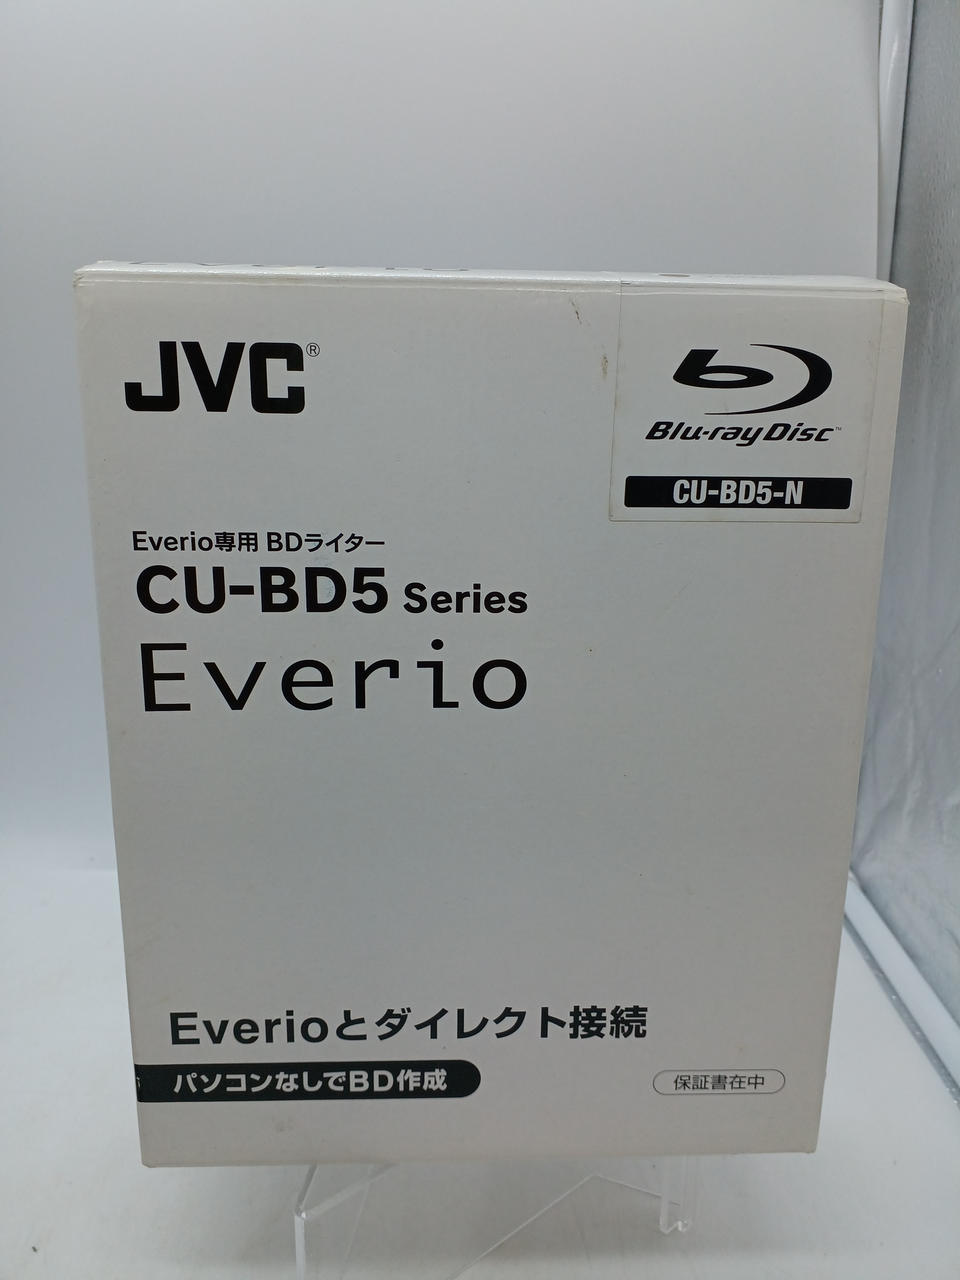 JVC®
Blu-ray Disc™
CU-BD5-N
Everio専用 BDライター
CU-BD5 Series
Everio
Everioとダイレクト接続
パソコンなしでBD作成
保証書在中